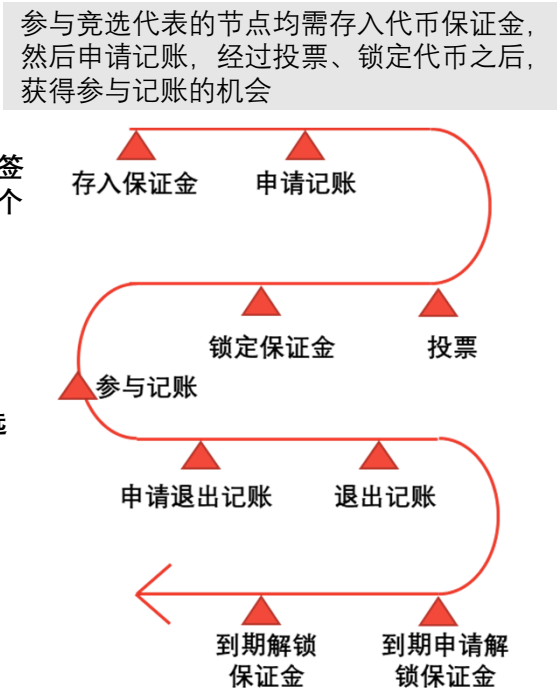 参与竞选代表的节点均需存入代币保证金，
然后申请记账，经过投票、锁定代币之后，
获得参与记账的机会
签
个
存入保证金
申请记账
锁定保证金
投票
参与记账
选
申请退出记账
退出记账
到期解锁
保证金
到期申请解
锁保证金